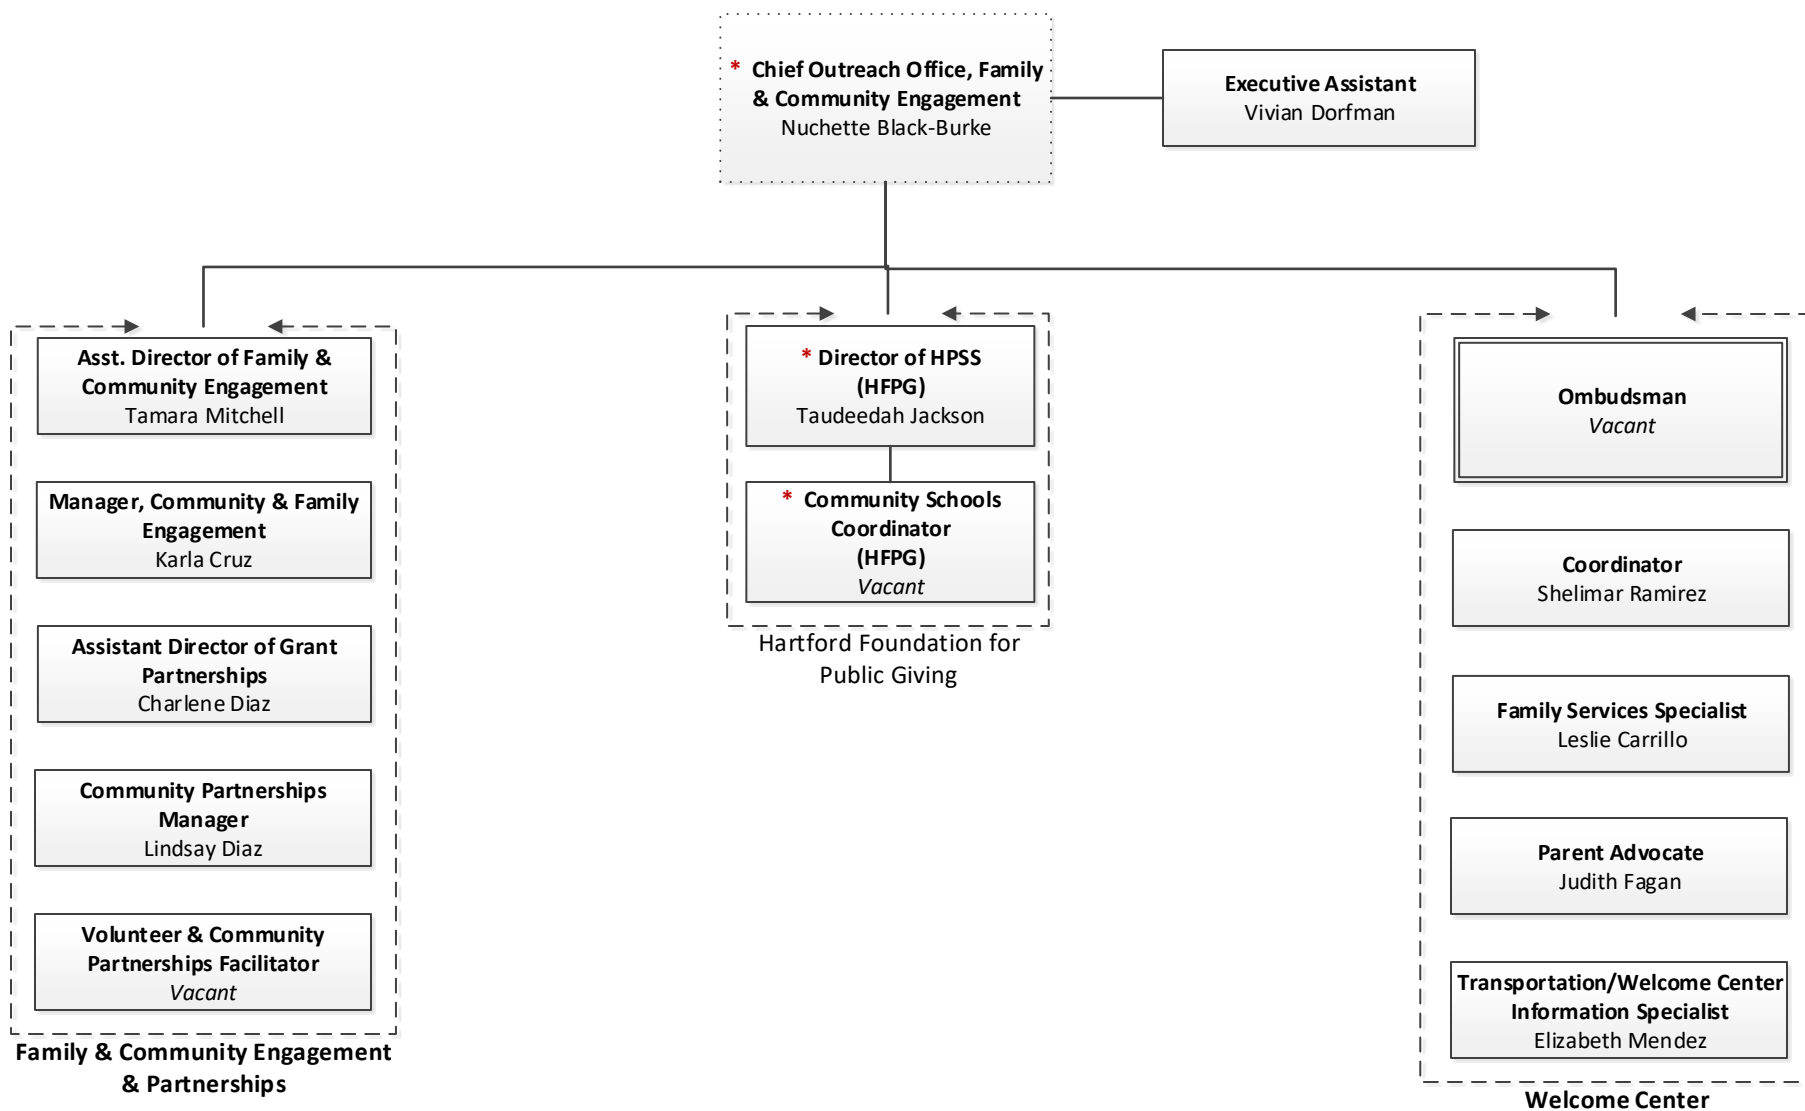 * Chief Outreach Office, Family
& Community Engagement
Nuchette Black-Burke
Executive Assistant
Vivian Dorfman
Asst. Director of Family &
Community Engagement
Tamara Mitchell
Manager, Community & Family
Engagement
Karla Cruz
Assistant Director of Grant
Partnerships
Charlene Diaz
Community Partnerships
Manager
Lindsay Diaz
Volunteer & Community
Partnerships Facilitator
Vacant
Family & Community Engagement
& Partnerships
* Director of HPSS
(HFPG)
Taudeedah Jackson
* Community Schools
Coordinator
(HFPG)
Vacant
Hartford Foundation for
Public Giving
Ombudsman
Vacant
Coordinator
Shelimar Ramirez
Family Services Specialist
Leslie Carrillo
Parent Advocate
Judith Fagan
Transportation/Welcome Center
Information Specialist
Elizabeth Mendez
Welcome Center